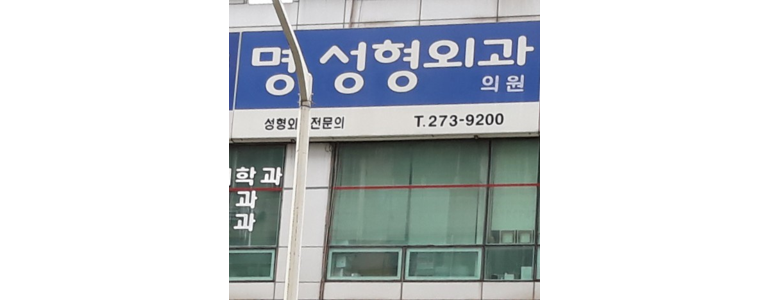 명 성형외과
의원
성형외 전문의 T.273-9200
학과
과
과